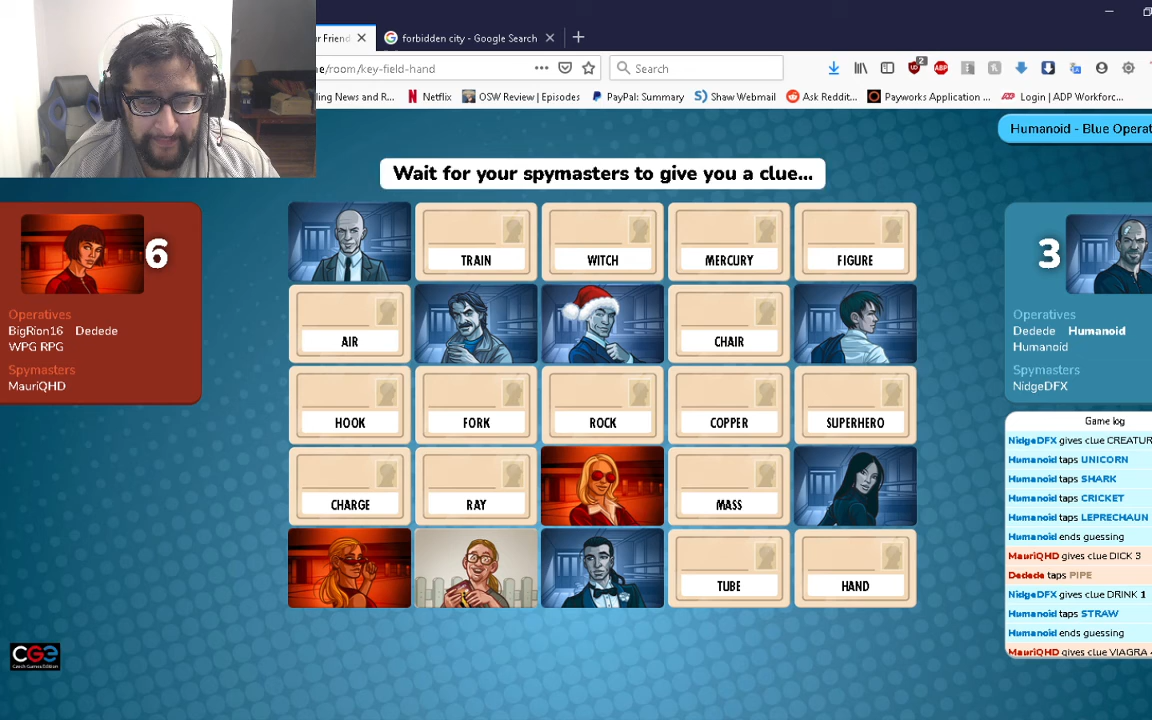 ur Friend
forbidden city - Google Search
ne/room/key-field-hand
Search
2
ABP
ling News and R...
Netflix
OSW Review | Episodes
PayPal: Summary
Shaw Webmail
Ask Reddit...
Payworks Application ...
Login | ADP Workforc...
Humanoid - Blue Operat
Wait for your spymasters to give you a clue...
6
Operatives
BigRion16 Dedede
WPG RPG
Spymasters
MauriQHD
TRAIN
WITCH
MERCURY
FIGURE
AIR
CHAIR
HOOK
FORK
ROCK
COPPER
SUPERHERO
CHARGE
RAY
MASS
TUBE
HAND
3
Operatives
Dedede Humanoid
Humanoid
Spymasters
NidgeDFX
Game log
NidgeDFX gives clue CREATUR
Humanoid taps UNICORN
Humanoid taps SHARK
Humanoid taps CRICKET
Humanoid taps LEPRECHAUN
Humanoid ends guessing
MauriQHD gives clue DICK 3
Dedede taps PIPE
NidgeDFX gives clue DRINK 1
Humanoid taps STRAW
Humanoid ends guessing
MauriQHD gives clue VIAGRA 4
CGE
Czech Games Edition